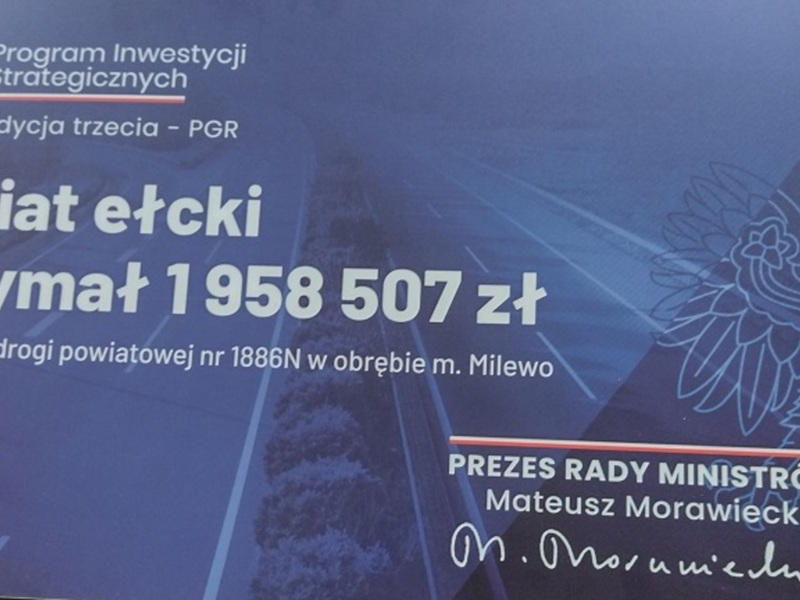 Program Inwestycji
Strategicznych
dycja trzecia - PGR
iat ełcki
ymał 1 958 507 zł
drogi powiatowej nr 1886N w obrębie m. Milewo
PREZES RADY MINISTRÓ
Mateusz Morawieck
M. Morawiecki